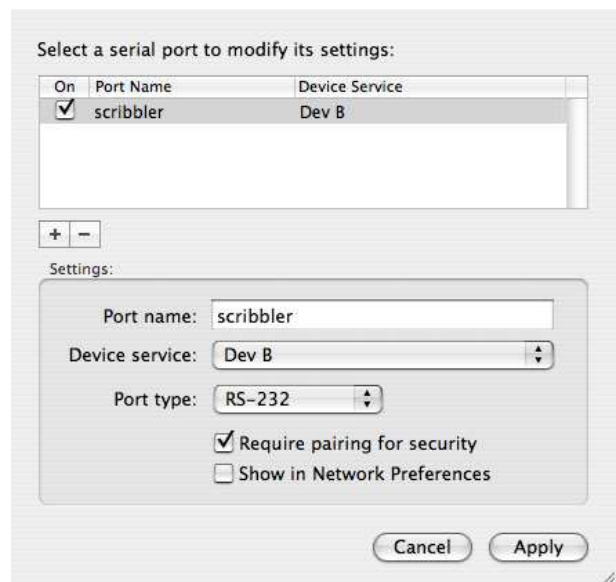 Select a serial port to modify its settings:
On Port Name Device Service
scribbler Dev B
+ −
Settings:
Port name: scribbler
Device service: Dev B
Port type: RS-232
Require pairing for security
Show in Network Preferences
Cancel Apply